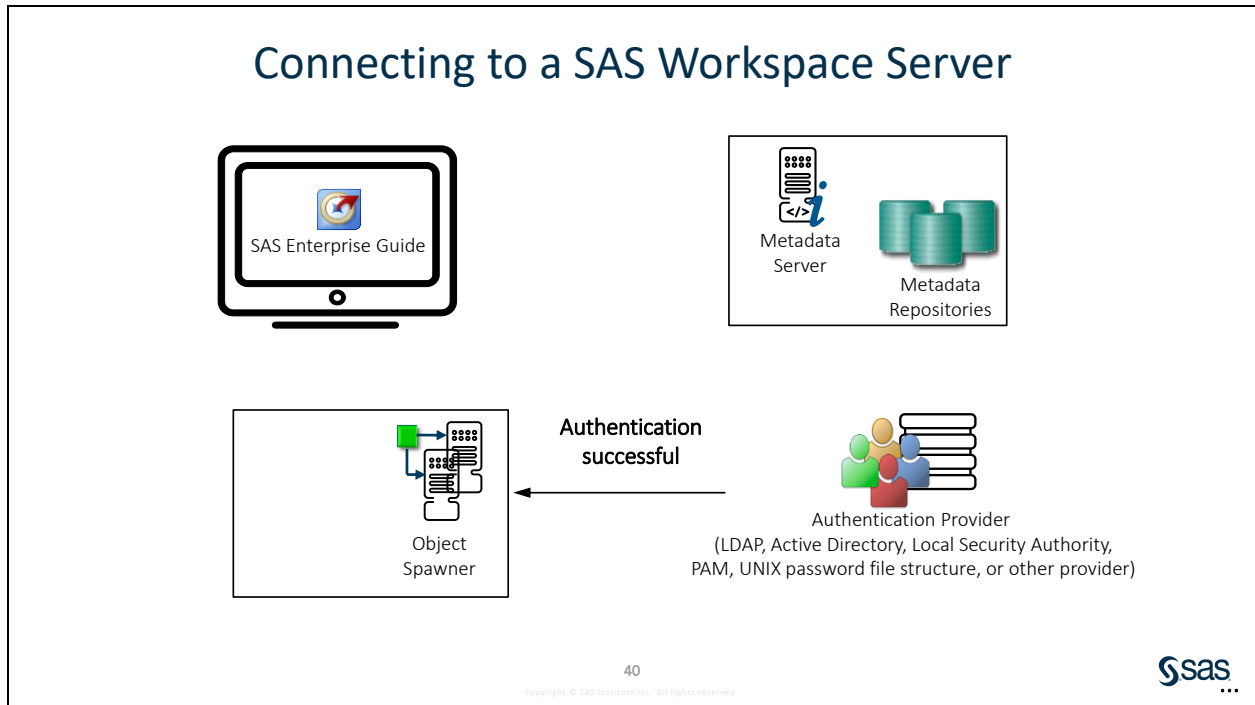 Connecting to a SAS Workspace Server
SAS Enterprise Guide
</>
i
Metadata
Server
Metadata
Repositories
Authentication
successful
Object
Spawner
Authentication Provider
(LDAP, Active Directory, Local Security Authority,
PAM, UNIX password file structure, or other provider)
40
Copyright © SAS Institute Inc. All rights reserved.
sas
...